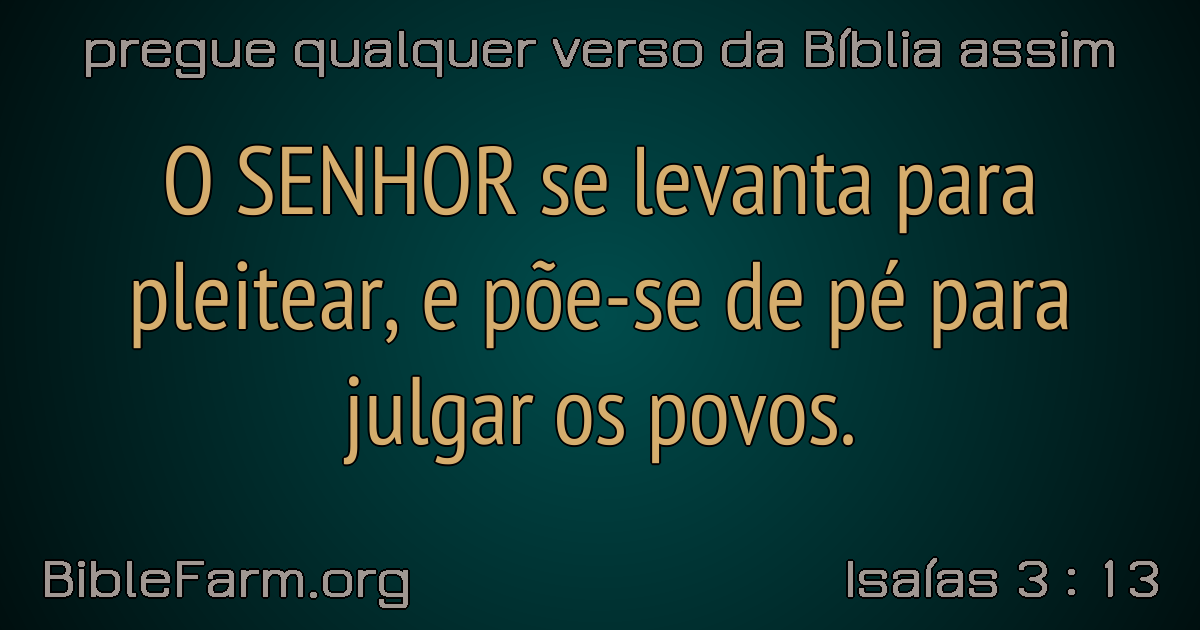 pregue qualquer verso da Bíblia assim
O SENHOR se levanta para
pleitear, e põe-se de pé para
julgar os povos.
BibleFarm.org
Isaías 3 : 13